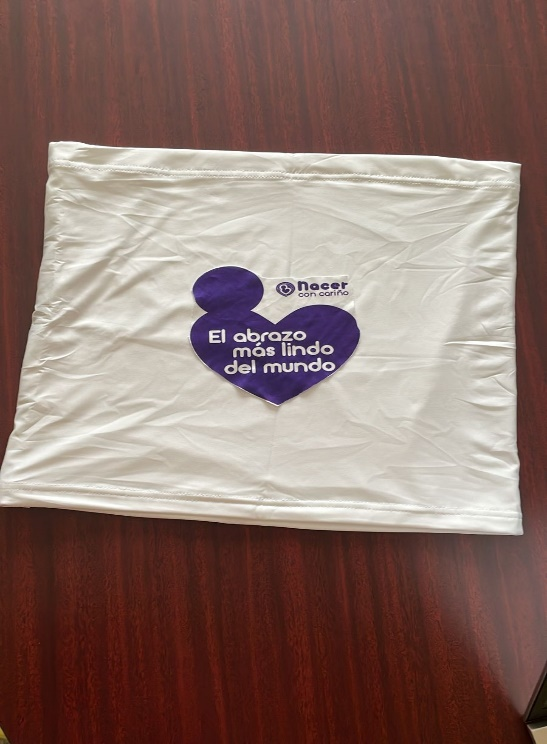 Nacer
con cariño
El abrazo
más lindo
del mundo